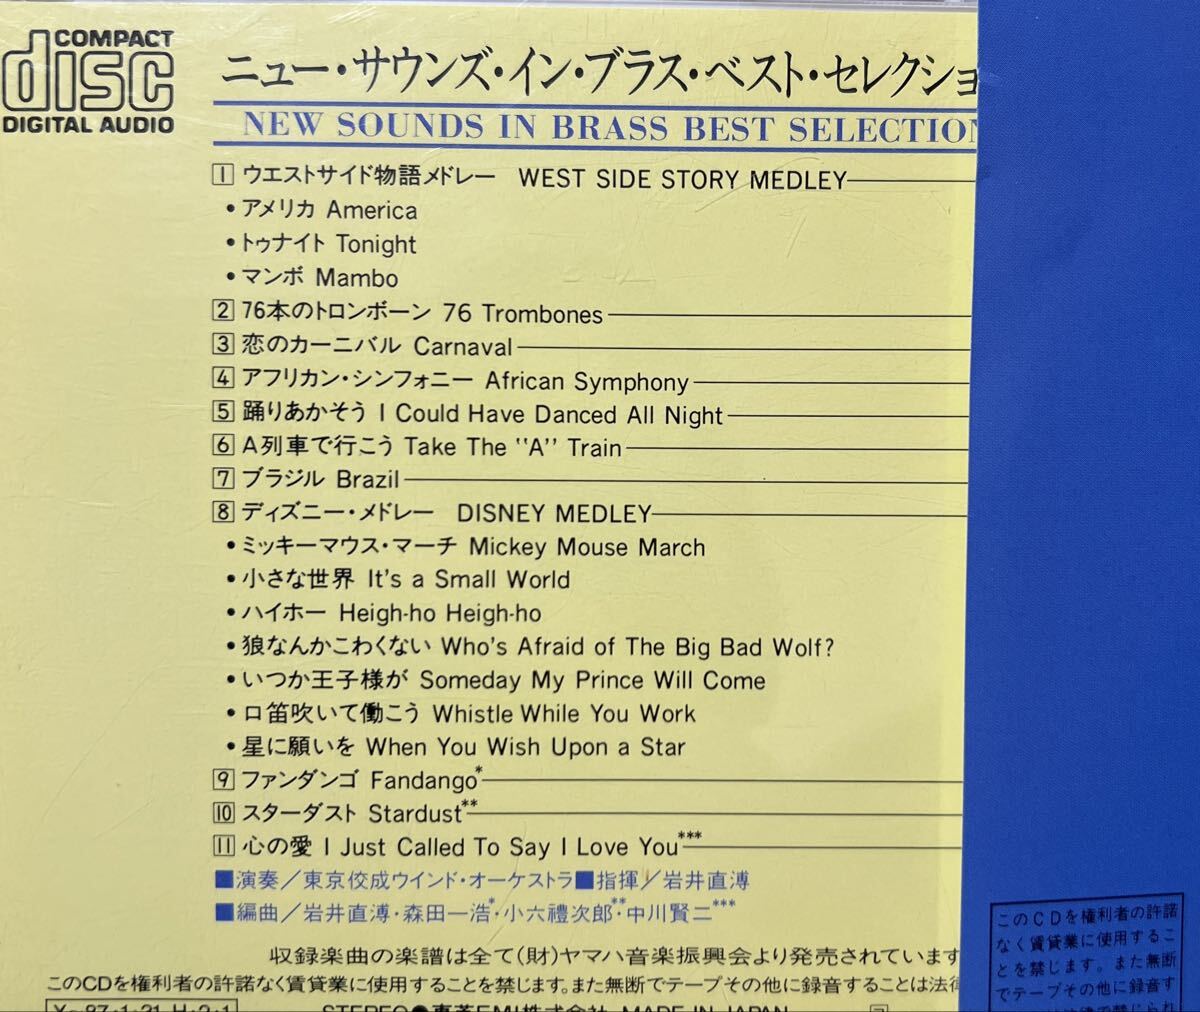 COMPACT
disc
DIGITAL AUDIO
ニュー・サウンズ・イン・ブラス・ベスト・セレクショ
NEW SOUNDS IN BRASS BEST SELECTION
1 ウエストサイド物語メドレー WEST SIDE STORY MEDLEY
・アメリカ America
・トゥナイト Tonight
・マンボ Mambo
2 76本のトロンボーン 76 Trombones
3 恋のカーニバル Carnaval
4 アフリカン・シンフォニー African Symphony
5 踊りあかそう I Could Have Danced All Night
6 A列車で行こう Take The "A" Train
7 ブラジル Brazil
8 ディズニー・メドレー DISNEY MEDLEY
・ミッキーマウス・マーチ Mickey Mouse March
・小さな世界 It's a Small World
・ハイホー Heigh-ho Heigh-ho
・狼なんかこわくない Who's Afraid of The Big Bad Wolf?
・いつか王子様が Someday My Prince Will Come
・口笛吹いて働こう Whistle While You Work
・星に願いを When You Wish Upon a Star
9 ファンダンゴ Fandango*
10 スターダスト Stardust**
11 心の愛 I Just Called To Say I Love You***
■演奏/東京佼成ウインド・オーケストラ■指揮/岩井直溥
■編曲/岩井直溥・森田一浩*・小六禮次郎**・中川賢二***
収録楽曲の楽譜は全て(財)ヤマハ音楽振興会より発売されています
このCDを権利者の許諾なく賃貸業に使用することを禁じます。また無断でテープその他に録音することは法律
Y-87・1・21・H・2・1
STEREO●東芝EMI株式会社 MADE IN JAPAN
このCDを権利者の許諾
なく賃貸業に使用するこ
とを禁じます。また無断
でテープその他に録音す